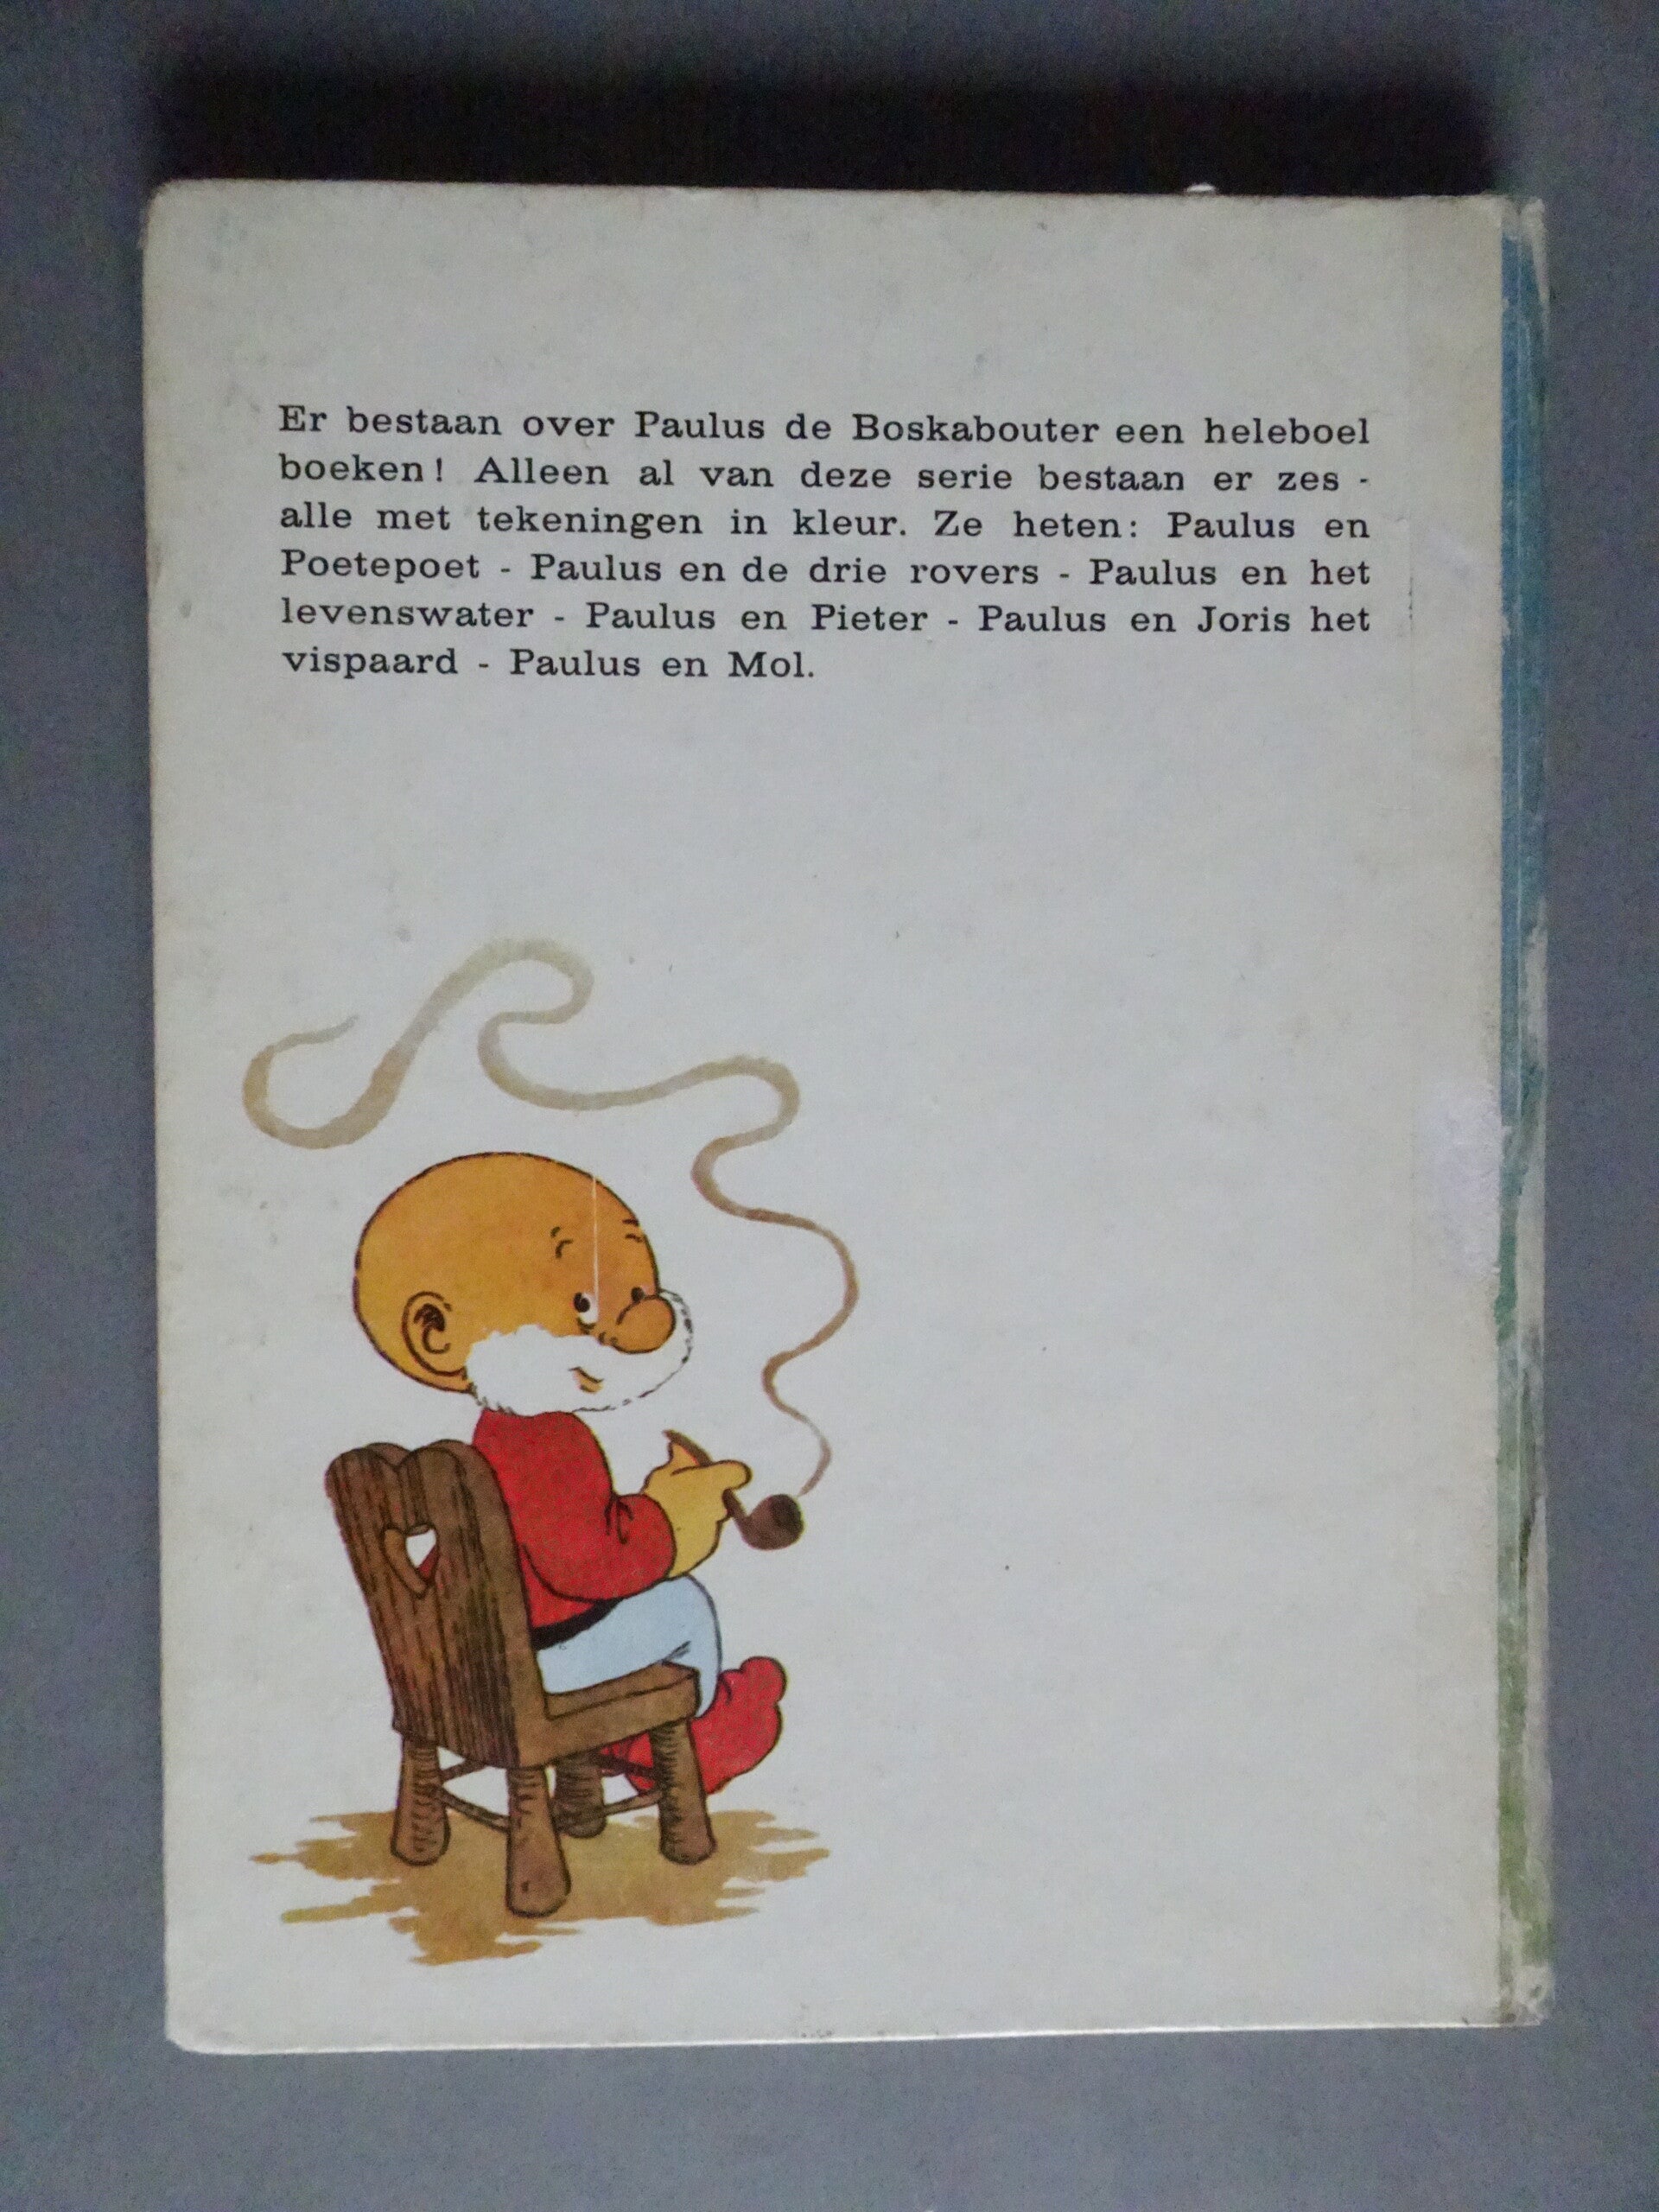 Er bestaan over Paulus de Boskabouter een heleboel
boeken! Alleen al van deze serie bestaan er zes -
alle met tekeningen in kleur. Ze heten: Paulus en
Poetepoet - Paulus en de drie rovers - Paulus en het
levenswater - Paulus en Pieter - Paulus en Joris het
vispaard - Paulus en Mol.